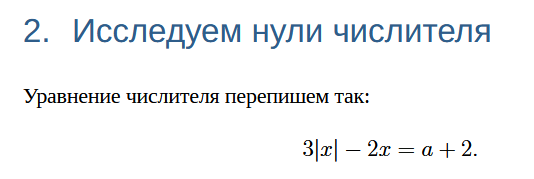 2. Исследуем нули числителя
Уравнение числителя перепишем так:
3|x| − 2x = a + 2.